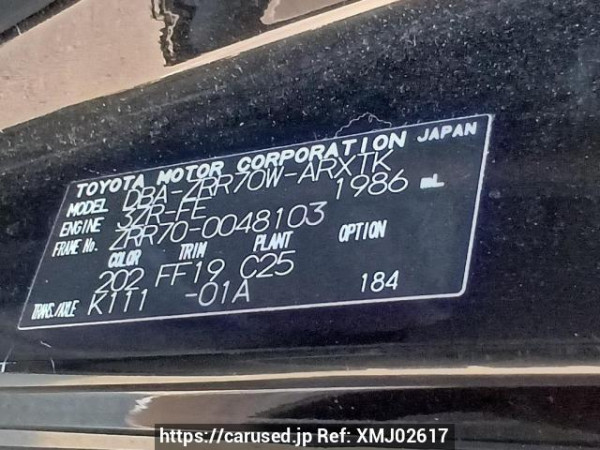 TOYOTA MOTOR CORPORATION JAPAN
MODEL DBA-ZRR70W-ARXTK
ENGINE 3ZR-FE 1986 mL
FRAME No. ZRR70-0048103
COLOR TRIM PLANT OPTION
202 FF19 C25
TRANS./AXLE K111 -01A 184
https://carused.jp Ref: XMJ02617